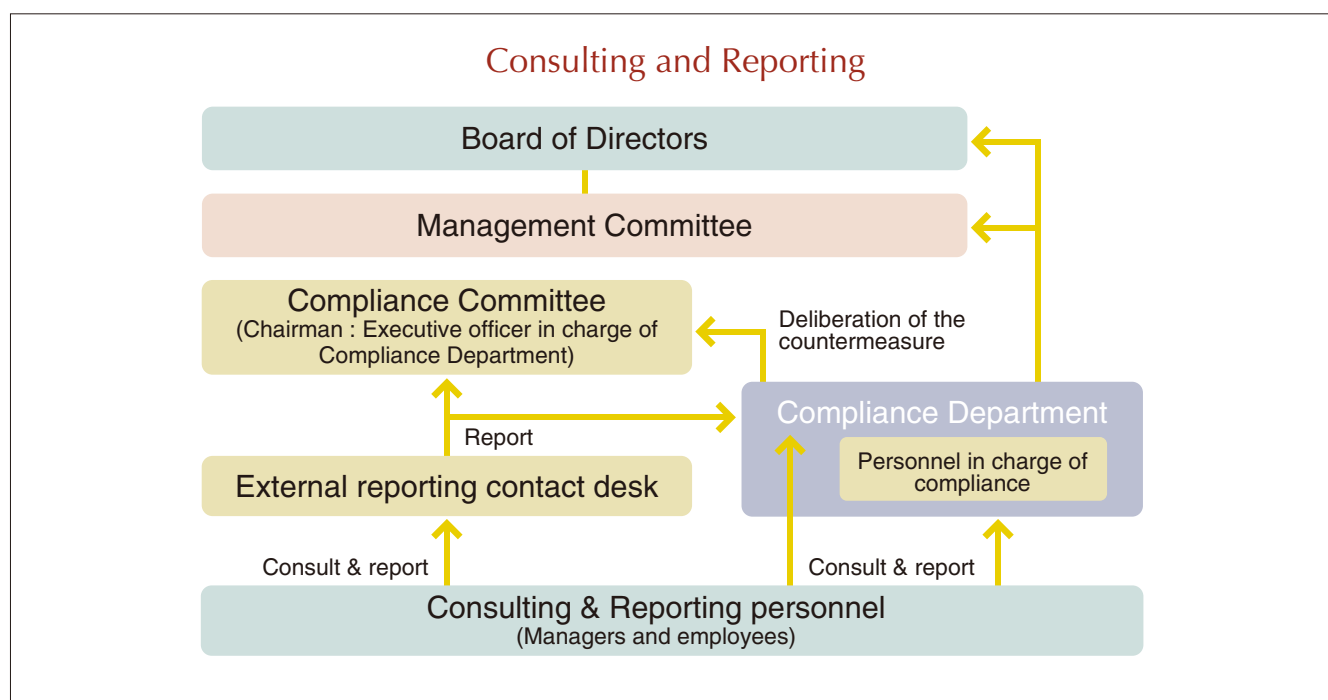 Consulting and Reporting
Board of Directors
Management Committee
Compliance Committee
(Chairman : Executive officer in charge of
Compliance Department)
Deliberation of the
countermeasure
Compliance Department
Personnel in charge of
compliance
Report
External reporting contact desk
Consult & report
Consult & report
Consulting & Reporting personnel
(Managers and employees)